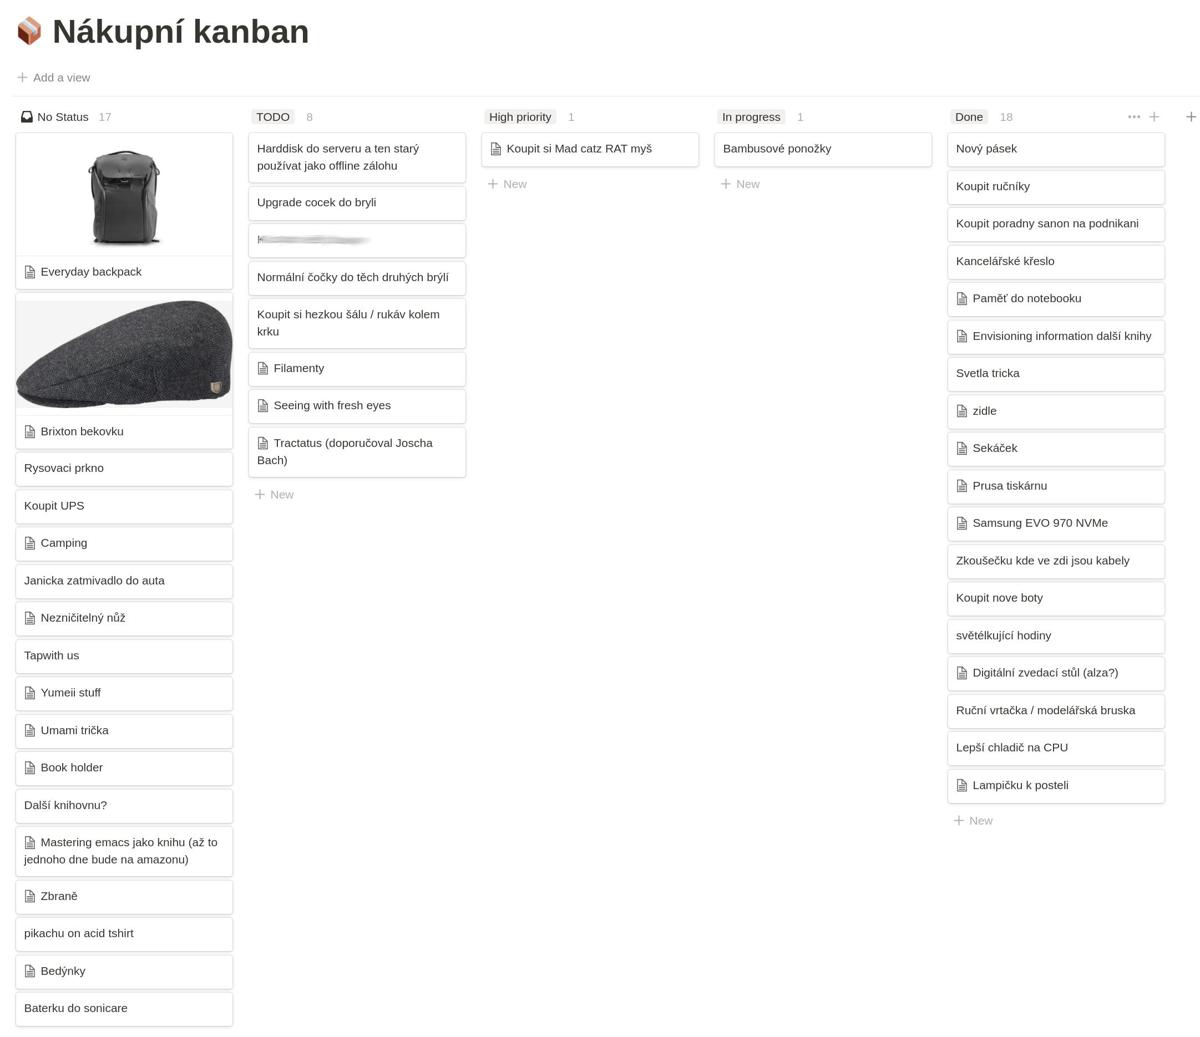 Nákupní kanban
Add a view
No Status 17
Everyday backpack
Brixton bekovku
Rysovaci prkno
Koupit UPS
Camping
Janicka zatmivadlo do auta
Nezničitelný nůž
Tapwith us
Yumeii stuff
Umami trička
Book holder
Další knihovnu?
Mastering emacs jako knihu (až to
jednoho dne bude na amazonu)
Zbraně
pikachu on acid tshirt
Bedýnky
Baterku do sonicare
TODO 8
Harddisk do serveru a ten starý
používat jako offline zálohu
Upgrade cocek do bryli
Normální čočky do těch druhých brýlí
Koupit si hezkou šálu / rukáv kolem
krku
Filamenty
Seeing with fresh eyes
Tractatus (doporučoval Joscha
Bach)
New
High priority 1
Koupit si Mad catz RAT myš
New
In progress 1
Bambusové ponožky
New
Done 18
Nový pásek
Koupit ručníky
Koupit poradny sanon na podnikani
Kancelářské křeslo
Paměť do notebooku
Envisioning information další knihy
Svetla tricka
zidle
Sekáček
Prusa tiskárnu
Samsung EVO 970 NVMe
Zkoušečku kde ve zdi jsou kabely
Koupit nove boty
světélkující hodiny
Digitální zvedací stůl (alza?)
Ruční vrtačka / modelářská bruska
Lepší chladič na CPU
Lampičku k posteli
New